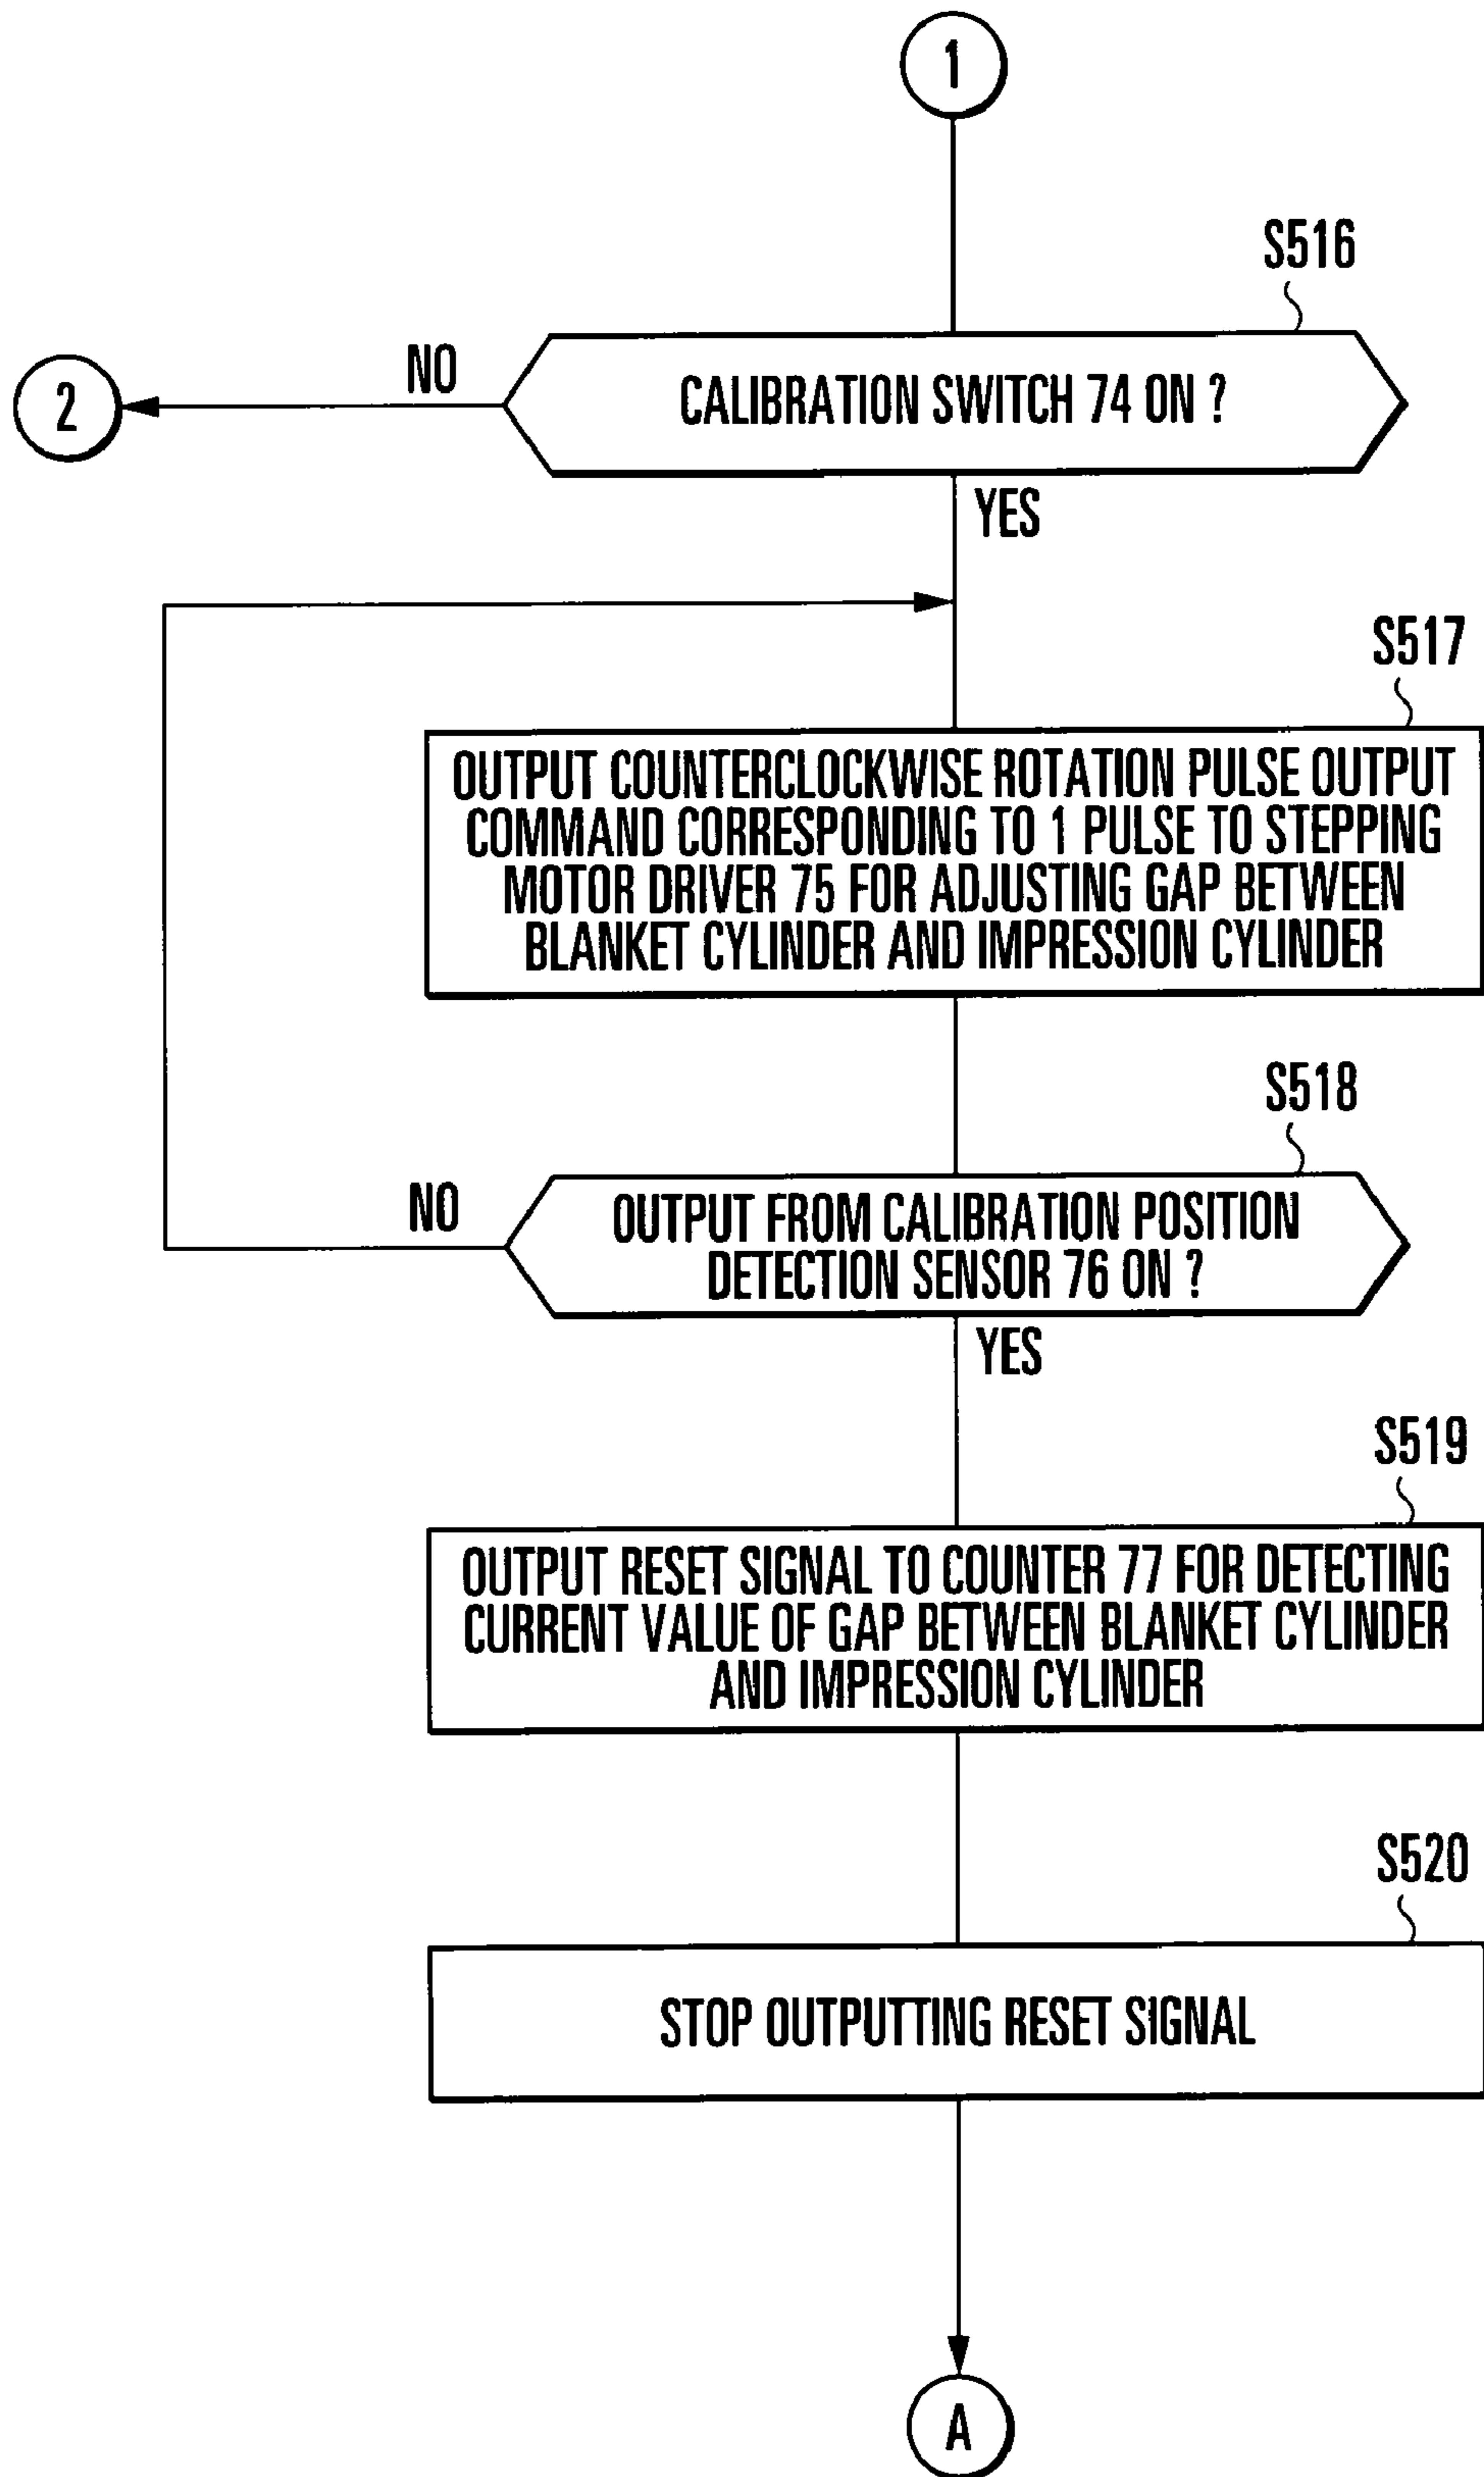 1
S516
NO
2
CALIBRATION SWITCH 74 ON ?
YES
S517
OUTPUT COUNTERCLOCKWISE ROTATION PULSE OUTPUT
COMMAND CORRESPONDING TO 1 PULSE TO STEPPING
MOTOR DRIVER 75 FOR ADJUSTING GAP BETWEEN
BLANKET CYLINDER AND IMPRESSION CYLINDER
S518
NO
OUTPUT FROM CALIBRATION POSITION
DETECTION SENSOR 76 ON ?
YES
S519
OUTPUT RESET SIGNAL TO COUNTER 77 FOR DETECTING
CURRENT VALUE OF GAP BETWEEN BLANKET CYLINDER
AND IMPRESSION CYLINDER
S520
STOP OUTPUTTING RESET SIGNAL
A